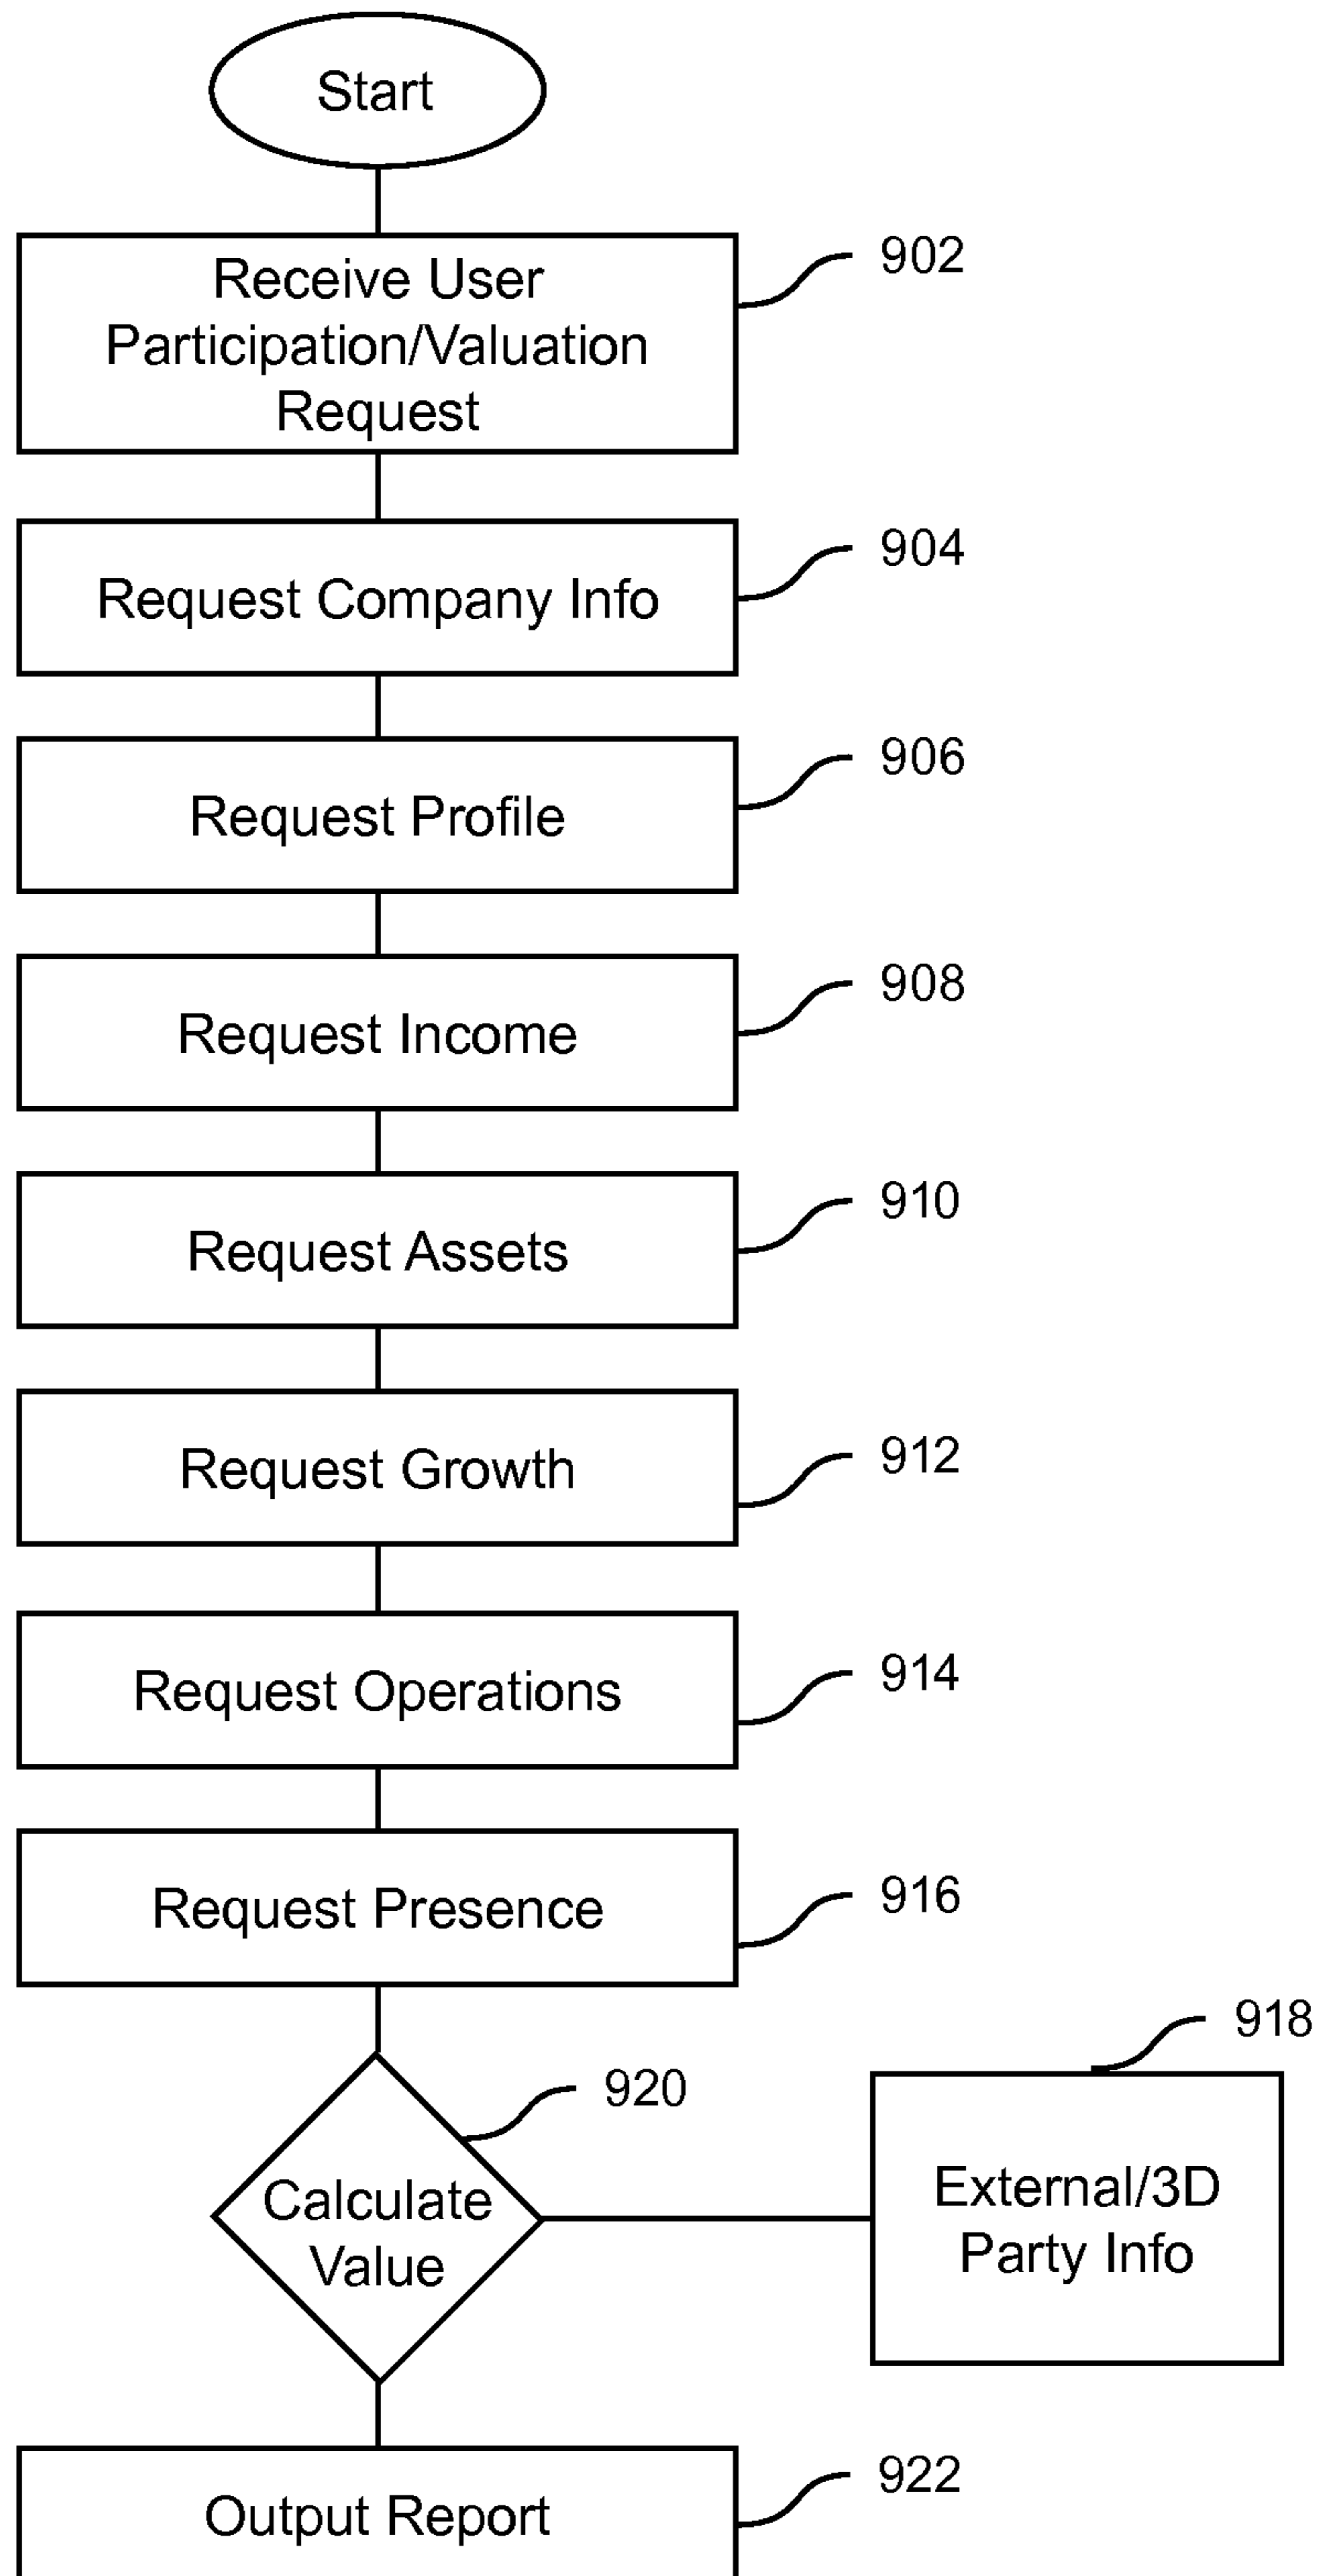 Start
Receive User
Participation/Valuation
Request
902
Request Company Info
904
Request Profile
906
Request Income
908
Request Assets
910
Request Growth
912
Request Operations
914
Request Presence
916
918
920
Calculate
Value
External/3D
Party Info
Output Report
922